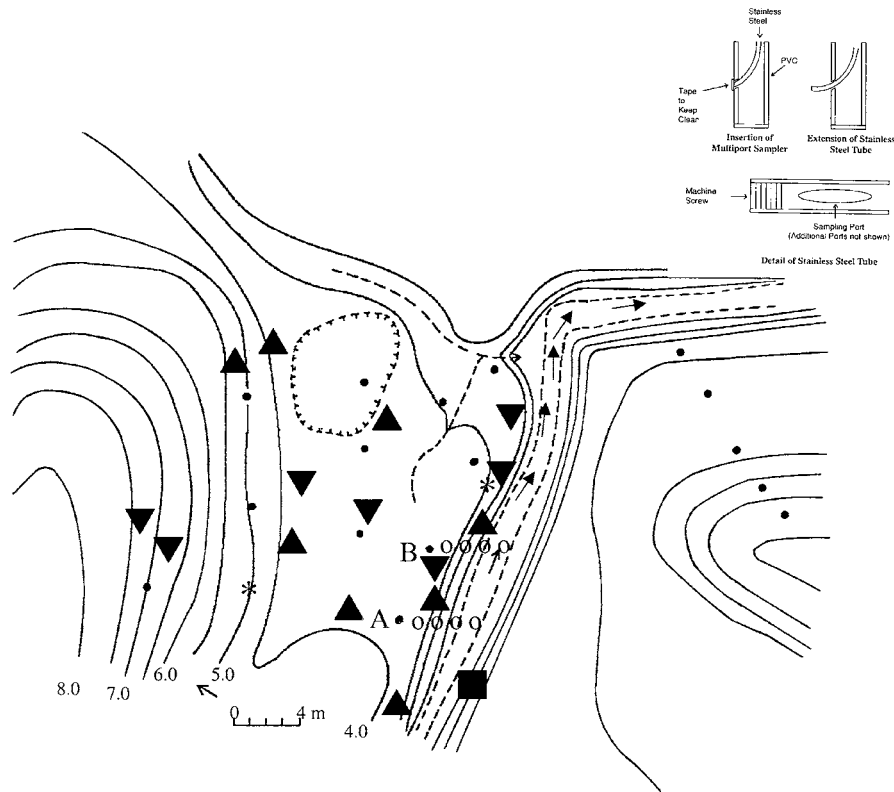 Stainless
Steel
PVC
Tape
to
Keep
Clear
Insertion of
Multiport Sampler
Extension of Stainless
Steel Tube
Machine
Screw
Sampling Port
(Additional Ports not shown)
Detail of Stainless Steel Tube
B
A
8.0
7.0
6.0
5.0
0 4 m
4.0